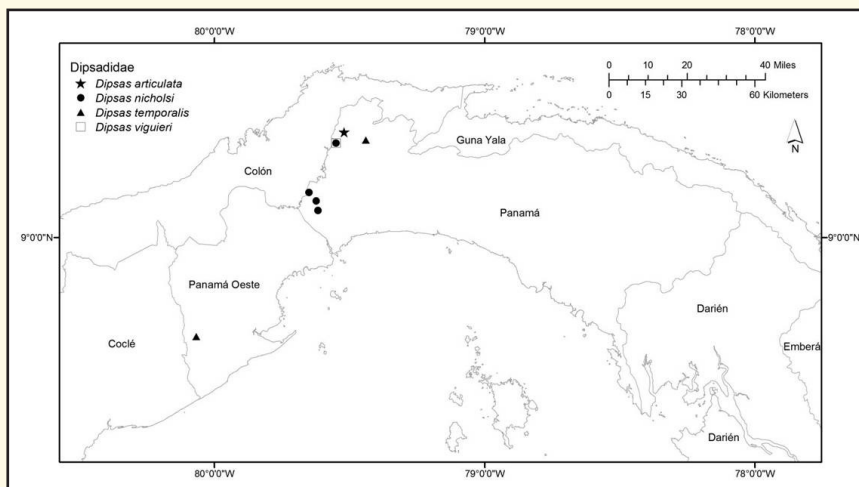 80°0'0"W 79°0'0"W 78°0'0"W
Dipsadidae
Dipsas articulata
Dipsas nicholsi
Dipsas temporalis
Dipsas viguieri
0 10 20 40 Miles
0 15 30 60 Kilometers
N
Guna Yala
Colón
Panamá
9°0'0"N 9°0'0"N
Panamá Oeste
Darién
Coclé
Emberá
Darién
80°0'0"W 79°0'0"W 78°0'0"W